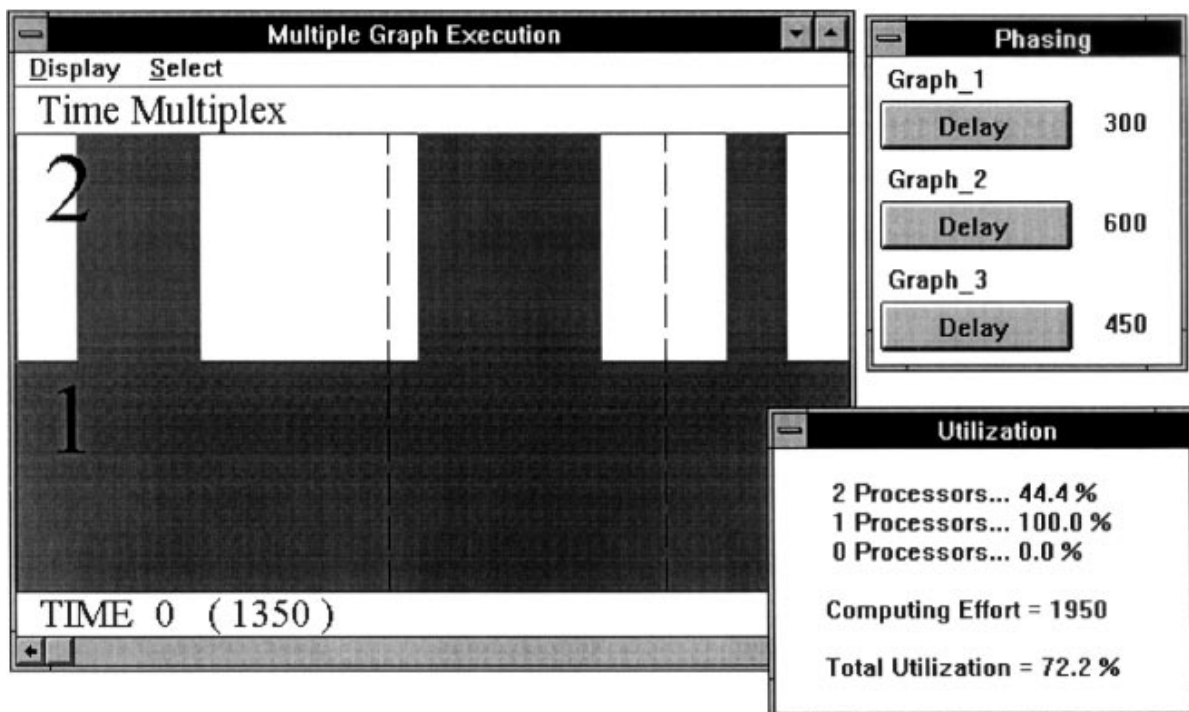 Multiple Graph Execution
Display Select
Time Multiplex
2
1
TIME 0 ( 1350 )
Phasing
Graph_1
Delay 300
Graph_2
Delay 600
Graph_3
Delay 450
Utilization
2 Processors... 44.4 %
1 Processors... 100.0 %
0 Processors... 0.0 %
Computing Effort = 1950
Total Utilization = 72.2 %